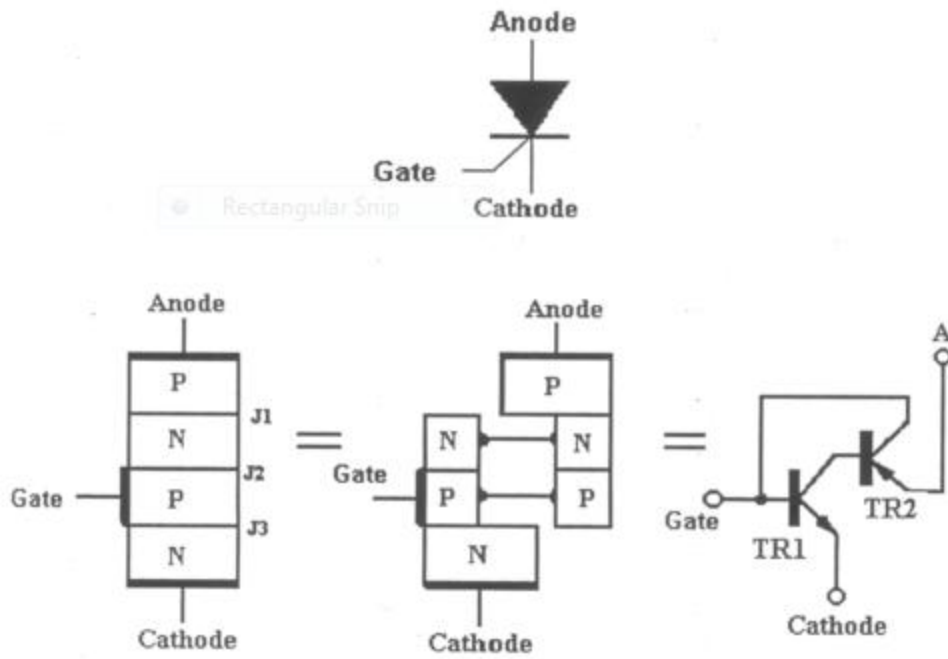 Anode
Gate
Rectangular Snip
Cathode
Anode
P
J1
N
J2
Gate
P
J3
N
Cathode
Anode
P
N
N
Gate
P
P
N
Cathode
A
Gate
TR1
TR2
Cathode